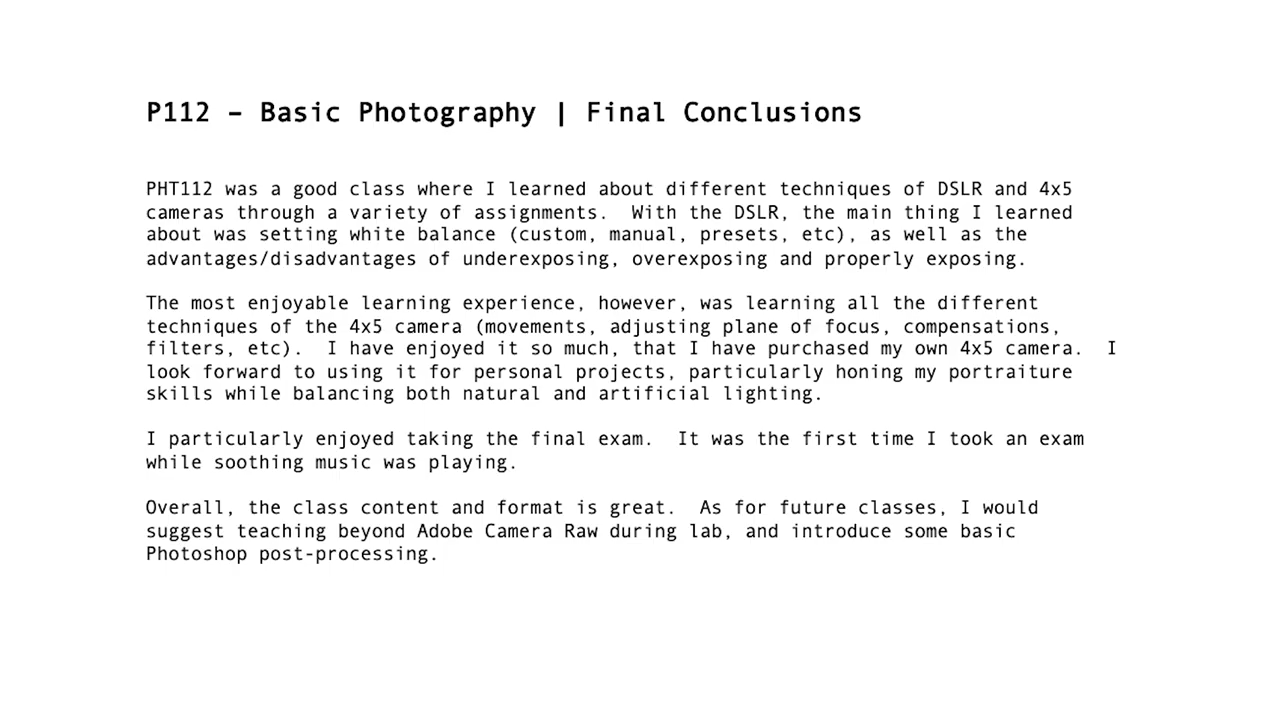 P112 – Basic Photography | Final Conclusions
PHT112 was a good class where I learned about different techniques of DSLR and 4x5
cameras through a variety of assignments.  With the DSLR, the main thing I learned
about was setting white balance (custom, manual, presets, etc), as well as the
advantages/disadvantages of underexposing, overexposing and properly exposing.
The most enjoyable learning experience, however, was learning all the different
techniques of the 4x5 camera (movements, adjusting plane of focus, compensations,
filters, etc).  I have enjoyed it so much, that I have purchased my own 4x5 camera.  I
look forward to using it for personal projects, particularly honing my portraiture
skills while balancing both natural and artificial lighting.
I particularly enjoyed taking the final exam.  It was the first time I took an exam
while soothing music was playing.
Overall, the class content and format is great.  As for future classes, I would
suggest teaching beyond Adobe Camera Raw during lab, and introduce some basic
Photoshop post-processing.